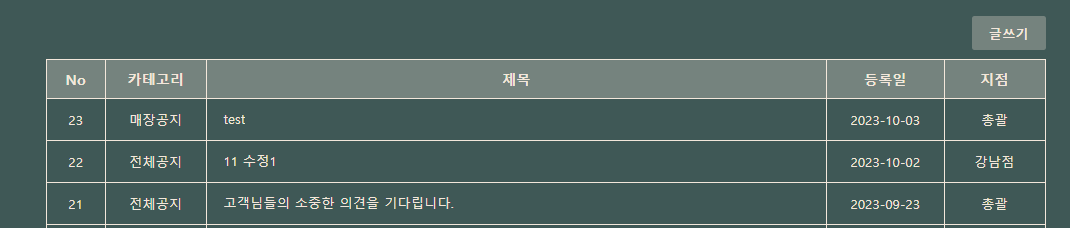 글쓰기
No 카테고리 제목 등록일 지점
23 매장공지 test 2023-10-03 총괄
22 전체공지 11 수정1 2023-10-02 강남점
21 전체공지 고객님들의 소중한 의견을 기다립니다. 2023-09-23 총괄